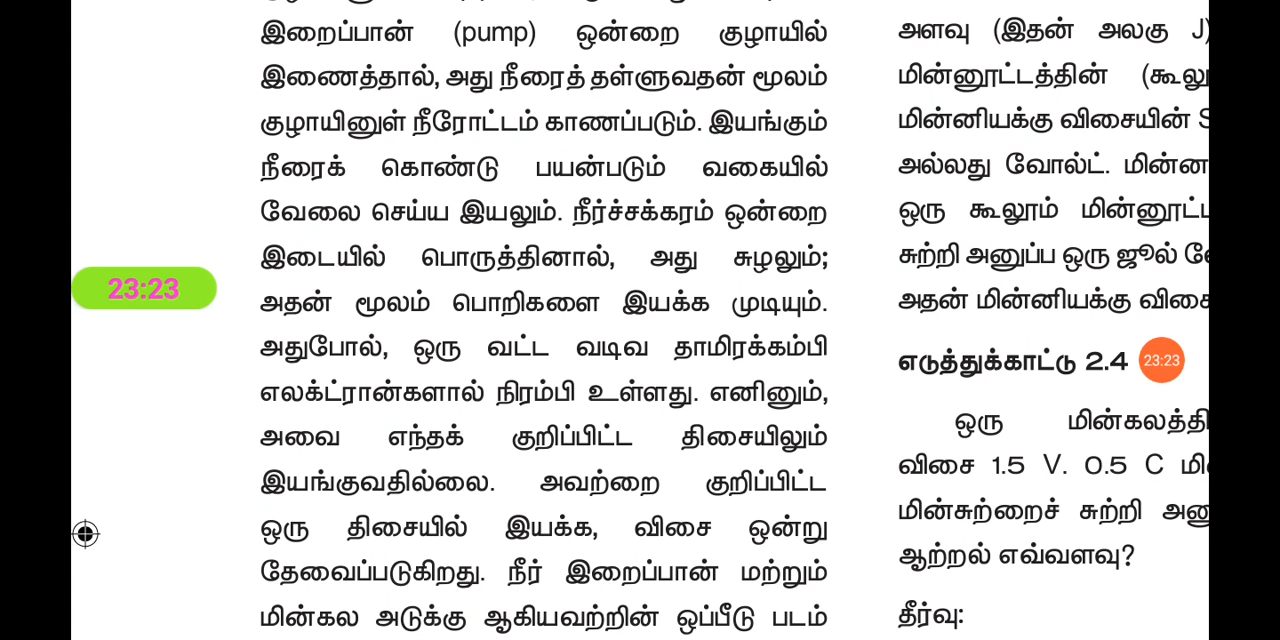 இறைப்பான் (pump) ஒன்றை குழாயில்
இணைத்தால், அது நீரைத் தள்ளுவதன் மூலம்
குழாயினுள் நீரோட்டம் காணப்படும். இயங்கும்
நீரைக் கொண்டு பயன்படும் வகையில்
வேலை செய்ய இயலும். நீர்ச்சக்கரம் ஒன்றை
இடையில் பொருத்தினால், அது சுழலும்;
அதன் மூலம் பொறிகளை இயக்க முடியும்.
அதுபோல், ஒரு வட்ட வடிவ தாமிரக்கம்பி
எலக்ட்ரான்களால் நிரம்பி உள்ளது. எனினும்,
அவை எந்தக் குறிப்பிட்ட திசையிலும்
இயங்குவதில்லை. அவற்றை குறிப்பிட்ட
ஒரு திசையில் இயக்க, விசை ஒன்று
தேவைப்படுகிறது. நீர் இறைப்பான் மற்றும்
மின்கல அடுக்கு ஆகியவற்றின் ஒப்பீடு படம்
23:23
அளவு (இதன் அலகு J)
மின்னூட்டத்தின்
மின்னியக்கு விசையின் S
அல்லது வோல்ட்.
ஒரு கூலூம்
சுற்றி அனுப்ப ஒரு ஜூல்
அதன் மின்னியக்கு விசை
எடுத்துக்காட்டு 2.4
23:23
ஒரு
விசை 1.5 V. 0.5 C
மின்சுற்றைச் சுற்றி
ஆற்றல் எவ்வளவு?
தீர்வு: